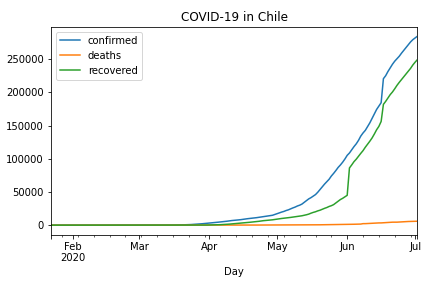 COVID-19 in Chile
confirmed
deaths
recovered
250000
200000
150000
100000
50000
0
Feb Mar Apr May Jun Jul
2020
Day